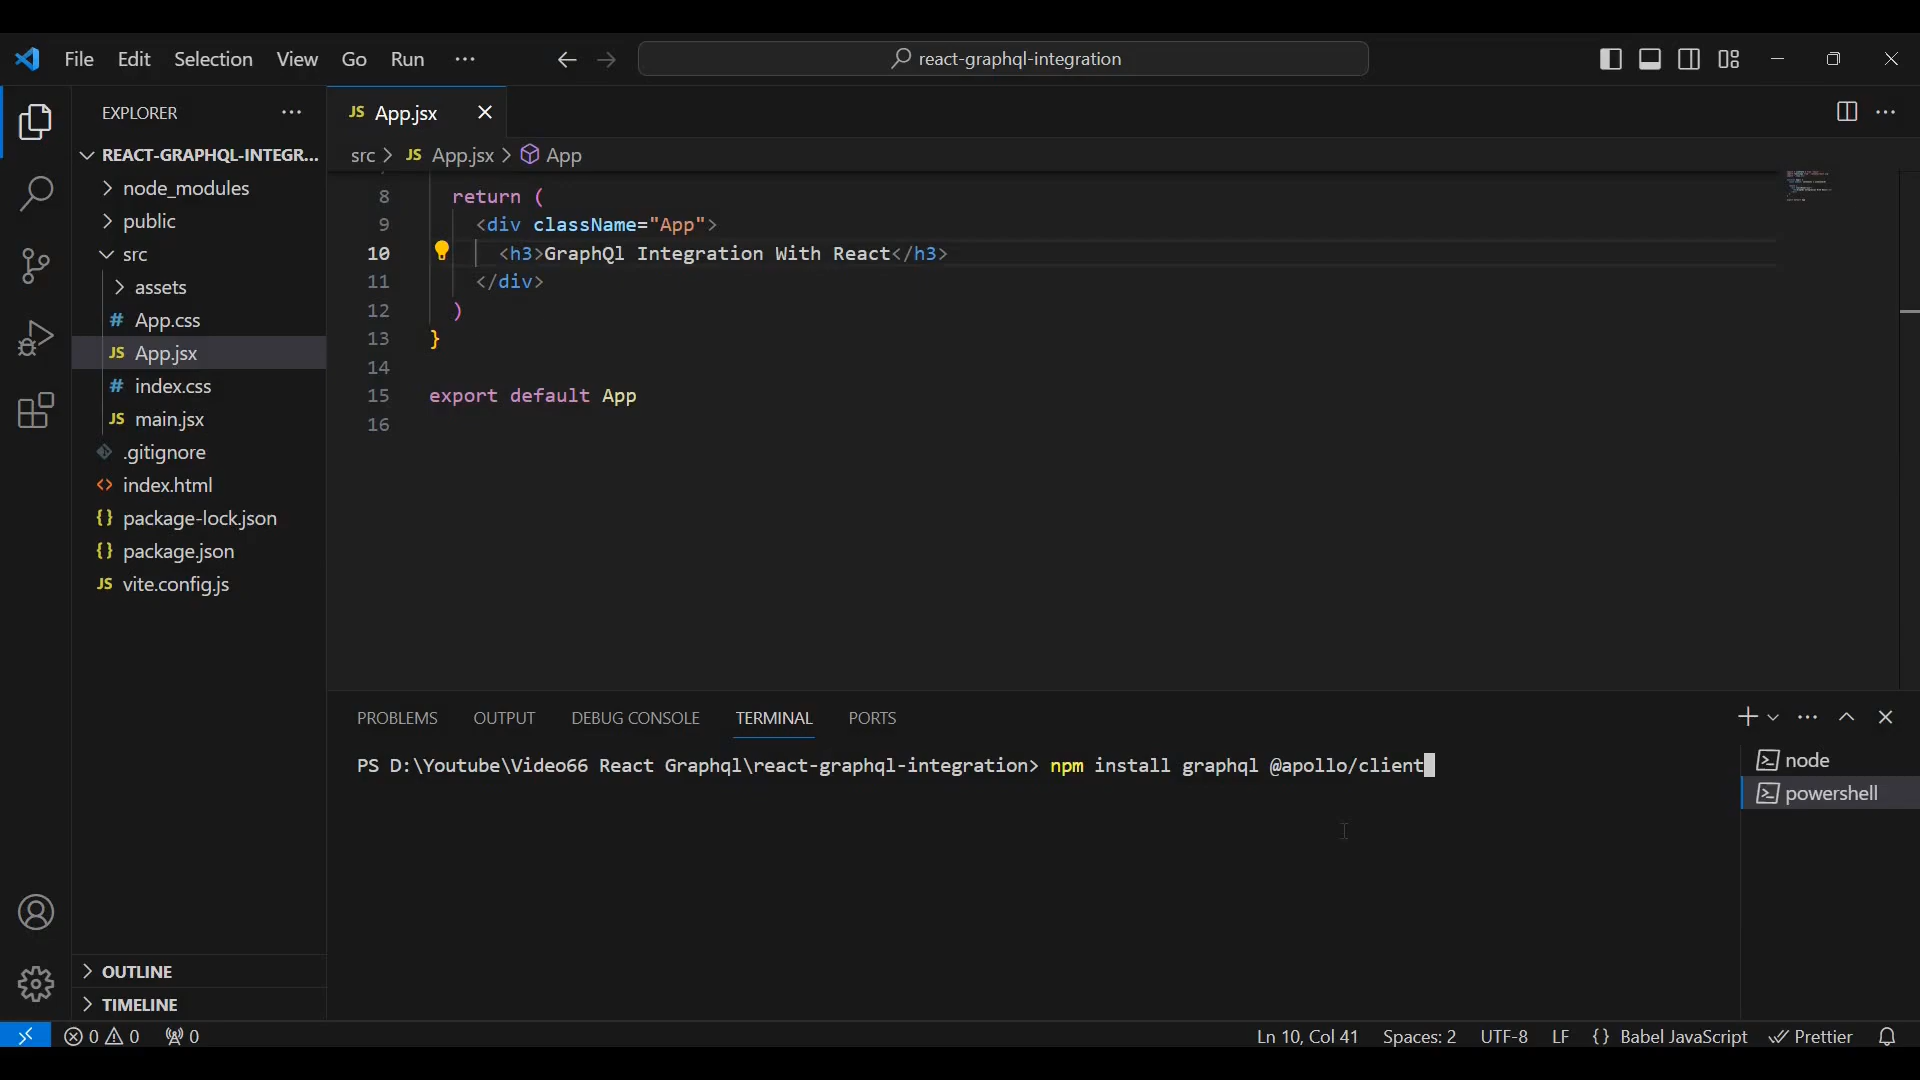 File Edit Selection View Go Run ···
react-graphql-integration
EXPLORER
REACT-GRAPHQL-INTEGR...
node_modules
public
src
assets
# App.css
JS App.jsx
# index.css
JS main.jsx
.gitignore
<> index.html
{} package-lock.json
{} package.json
JS vite.config.js
OUTLINE
TIMELINE
JS App.jsx
src > JS App.jsx > App
8 return (
9 <div className="App">
10 <h3>GraphQl Integration With React</h3>
11 </div>
12 )
13 }
14
15 export default App
16
PROBLEMS OUTPUT DEBUG CONSOLE TERMINAL PORTS
PS D:\Youtube\Video66 React Graphql\react-graphql-integration> npm install graphql @apollo/client
node
powershell
0 0 0
Ln 10, Col 41 Spaces: 2 UTF-8 LF {} Babel JavaScript Prettier